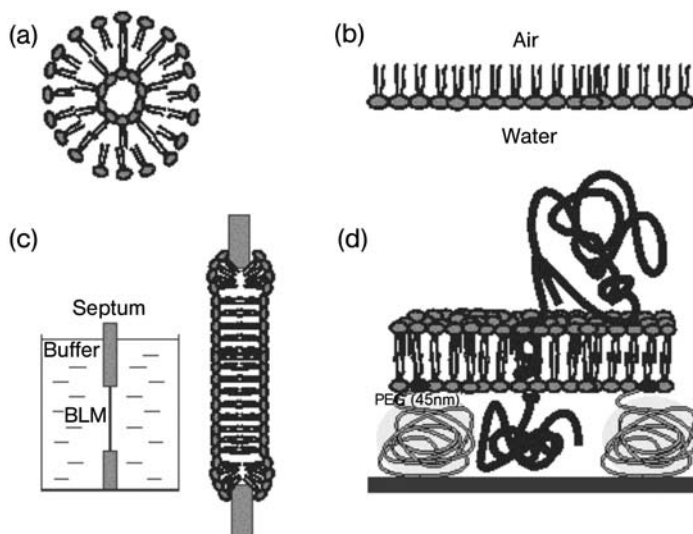 (a)
(b)
Air
Water
(c)
Septum
Buffer
BLM
(d)
PEG (45nm)